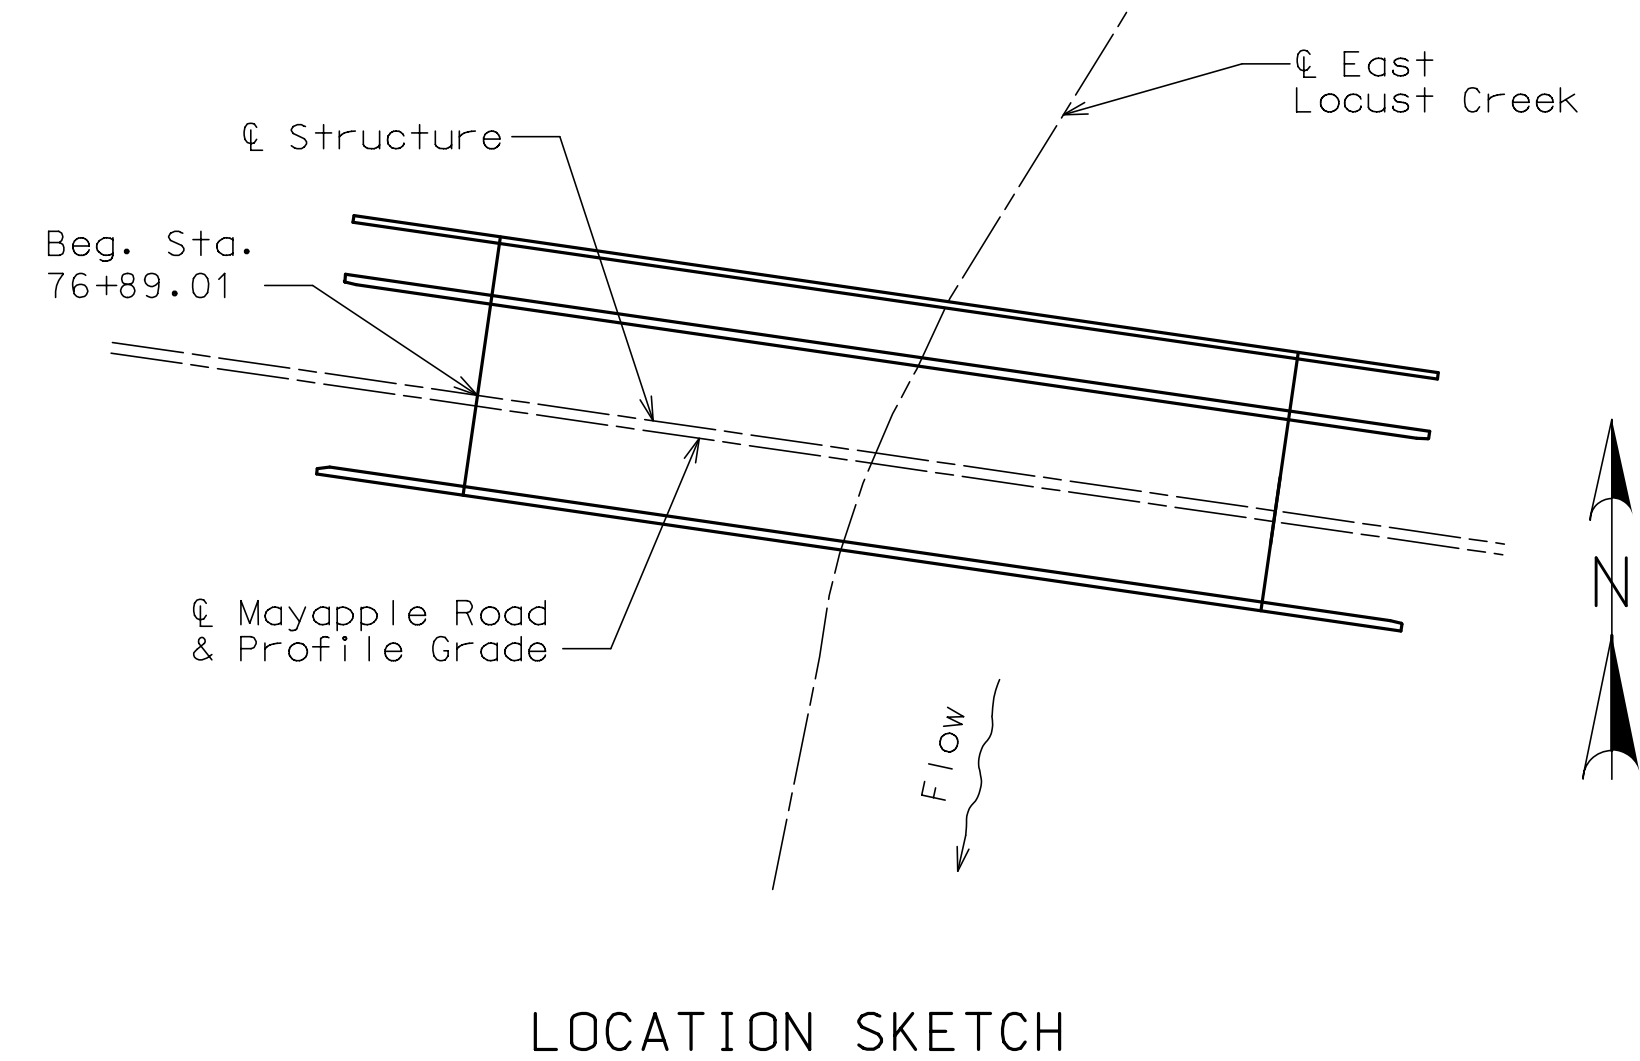 ℄ East
Locust Creek
℄ Structure
Beg. Sta.
76+89.01
℄ Mayapple Road
& Profile Grade
Flow
N
LOCATION SKETCH